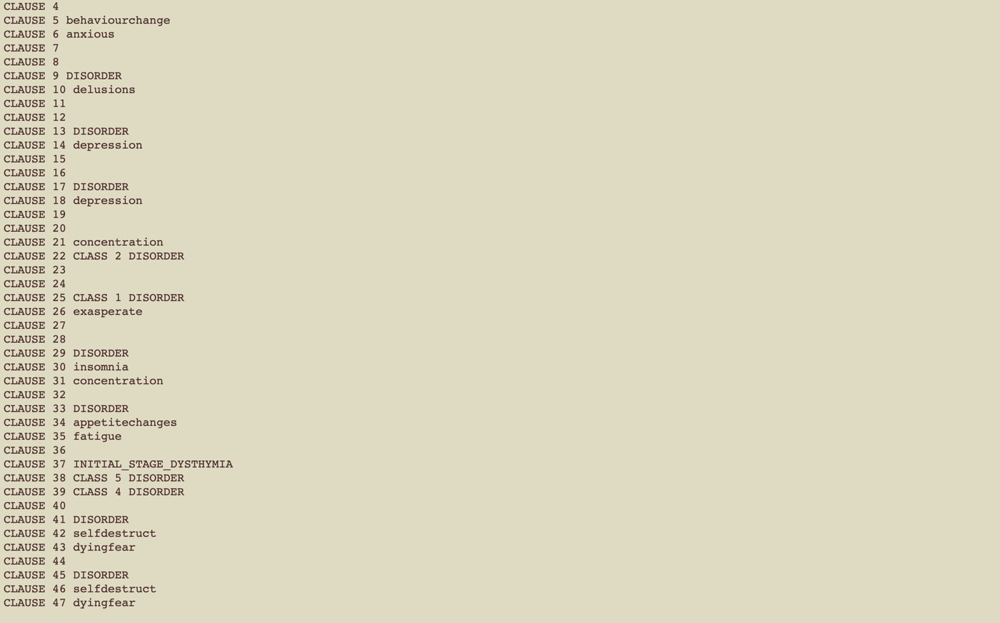 CLAUSE 4
CLAUSE 5 behaviourchange
CLAUSE 6 anxious
CLAUSE 7
CLAUSE 8
CLAUSE 9 DISORDER
CLAUSE 10 delusions
CLAUSE 11
CLAUSE 12
CLAUSE 13 DISORDER
CLAUSE 14 depression
CLAUSE 15
CLAUSE 16
CLAUSE 17 DISORDER
CLAUSE 18 depression
CLAUSE 19
CLAUSE 20
CLAUSE 21 concentration
CLAUSE 22 CLASS 2 DISORDER
CLAUSE 23
CLAUSE 24
CLAUSE 25 CLASS 1 DISORDER
CLAUSE 26 exasperate
CLAUSE 27
CLAUSE 28
CLAUSE 29 DISORDER
CLAUSE 30 insomnia
CLAUSE 31 concentration
CLAUSE 32
CLAUSE 33 DISORDER
CLAUSE 34 appetitechanges
CLAUSE 35 fatigue
CLAUSE 36
CLAUSE 37 INITIAL_STAGE_DYSTHYMIA
CLAUSE 38 CLASS 5 DISORDER
CLAUSE 39 CLASS 4 DISORDER
CLAUSE 40
CLAUSE 41 DISORDER
CLAUSE 42 selfdestruct
CLAUSE 43 dyingfear
CLAUSE 44
CLAUSE 45 DISORDER
CLAUSE 46 selfdestruct
CLAUSE 47 dyingfear